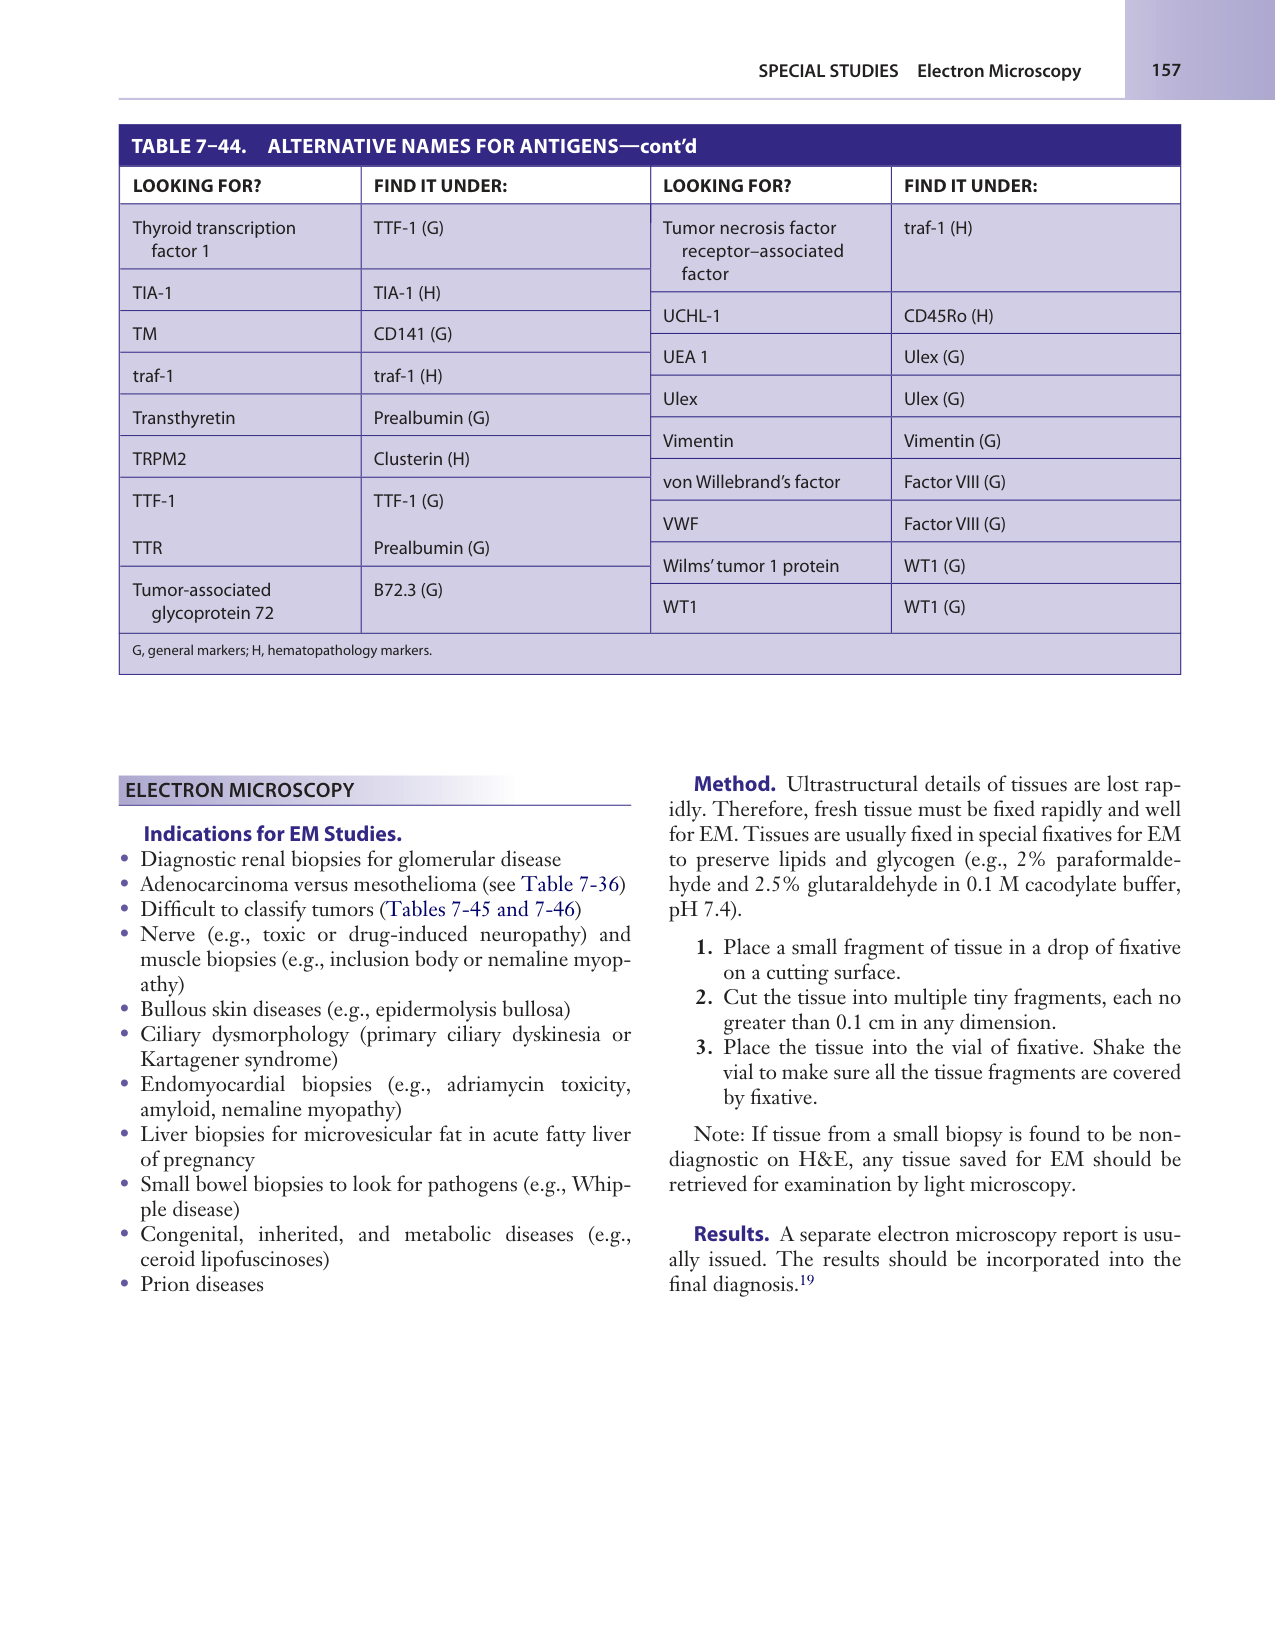 SPECIAL STUDIES Electron Microscopy 157
TABLE 7–44. ALTERNATIVE NAMES FOR ANTIGENS—cont’d
LOOKING FOR? FIND IT UNDER:
Thyroid transcription TTF-1 (G)
factor 1
TIA-1 TIA-1 (H)
TM CD141 (G)
traf-1 traf-1 (H)
Transthyretin Prealbumin (G)
TRPM2 Clusterin (H)
TTF-1 TTF-1 (G)
TTR Prealbumin (G)
Tumor-associated B72.3 (G)
glycoprotein 72
LOOKING FOR? FIND IT UNDER:
Tumor necrosis factor traf-1 (H)
receptor–associated
factor
UCHL-1 CD45Ro (H)
UEA 1 Ulex (G)
Ulex Ulex (G)
Vimentin Vimentin (G)
von Willebrand’s factor Factor VIII (G)
VWF Factor VIII (G)
Wilms’ tumor 1 protein WT1 (G)
WT1 WT1 (G)
G, general markers; H, hematopathology markers.
ELECTRON MICROSCOPY
Indications for EM Studies.
• Diagnostic renal biopsies for glomerular disease
• Adenocarcinoma versus mesothelioma (see Table 7-36)
• Difficult to classify tumors (Tables 7-45 and 7-46)
• Nerve (e.g., toxic or drug-induced neuropathy) and
muscle biopsies (e.g., inclusion body or nemaline myop-
athy)
• Bullous skin diseases (e.g., epidermolysis bullosa)
• Ciliary dysmorphology (primary ciliary dyskinesia or
Kartagener syndrome)
• Endomyocardial biopsies (e.g., adriamycin toxicity,
amyloid, nemaline myopathy)
• Liver biopsies for microvesicular fat in acute fatty liver
of pregnancy
• Small bowel biopsies to look for pathogens (e.g., Whip-
ple disease)
• Congenital, inherited, and metabolic diseases (e.g.,
ceroid lipofuscinoses)
• Prion diseases
Method. Ultrastructural details of tissues are lost rap-
idly. Therefore, fresh tissue must be fixed rapidly and well
for EM. Tissues are usually fixed in special fixatives for EM
to preserve lipids and glycogen (e.g., 2% paraformalde-
hyde and 2.5% glutaraldehyde in 0.1 M cacodylate buffer,
pH 7.4).
1. Place a small fragment of tissue in a drop of fixative
on a cutting surface.
2. Cut the tissue into multiple tiny fragments, each no
greater than 0.1 cm in any dimension.
3. Place the tissue into the vial of fixative. Shake the
vial to make sure all the tissue fragments are covered
by fixative.
Note: If tissue from a small biopsy is found to be non-
diagnostic on H&E, any tissue saved for EM should be
retrieved for examination by light microscopy.
Results. A separate electron microscopy report is usu-
ally issued. The results should be incorporated into the
final diagnosis.19